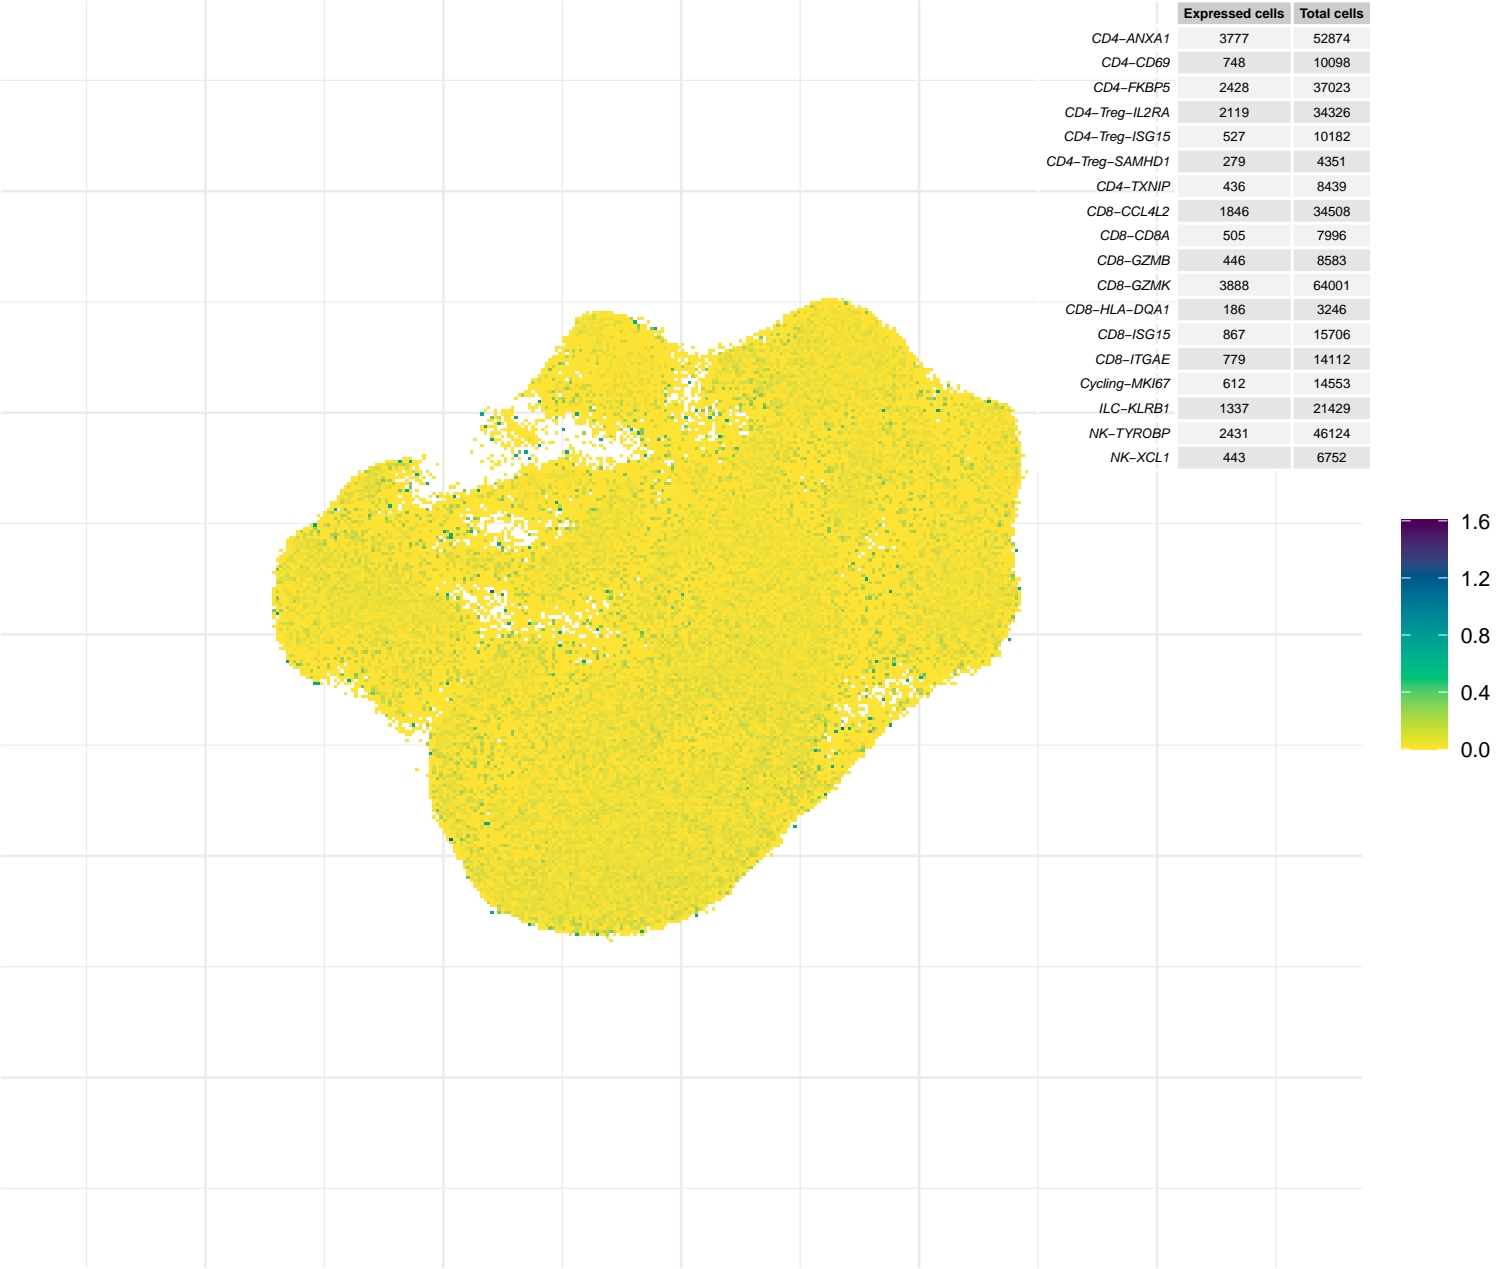 Expressed cells Total cells
CD4−ANXA1 3777 52874
CD4−CD69 748 10098
CD4−FKBP5 2428 37023
CD4−Treg−IL2RA 2119 34326
CD4−Treg−ISG15 527 10182
CD4−Treg−SAMHD1 279 4351
CD4−TXNIP 436 8439
CD8−CCL4L2 1846 34508
CD8−CD8A 505 7996
CD8−GZMB 446 8583
CD8−GZMK 3888 64001
CD8−HLA−DQA1 186 3246
CD8−ISG15 867 15706
CD8−ITGAE 779 14112
Cycling−MKI67 612 14553
ILC−KLRB1 1337 21429
NK−TYROBP 2431 46124
NK−XCL1 443 6752
1.6
1.2
0.8
0.4
0.0